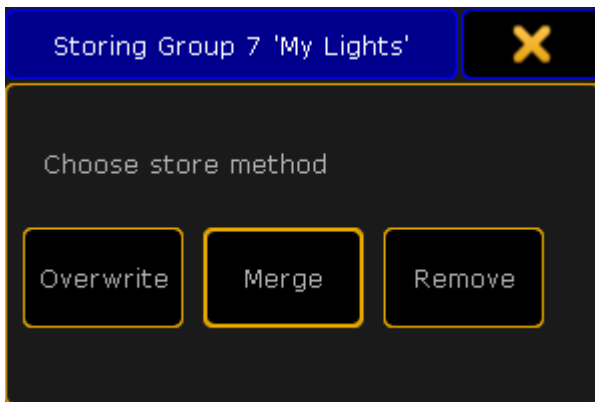 Storing Group 7 'My Lights'
Choose store method
Overwrite
Merge
Remove